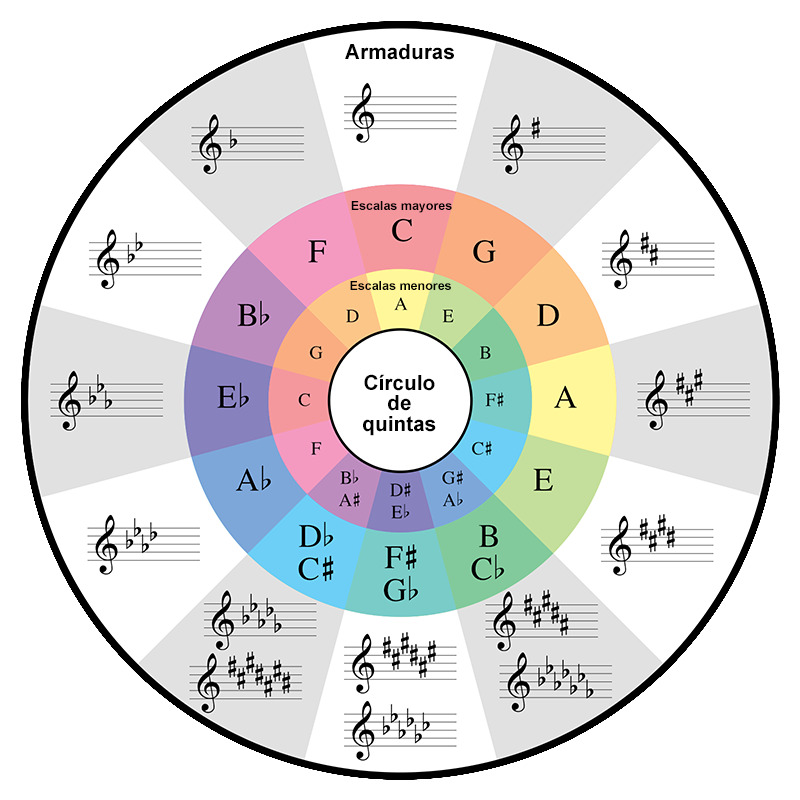 Armaduras
Escalas mayores
C
G
D
A
E
B
C♭
F♯
G♭
D♭
C♯
A♭
E♭
B♭
F
Escalas menores
A
E
B
F♯
C♯
G♯
A♭
D♯
E♭
B♭
A♯
F
C
G
D
Círculo
de
quintas